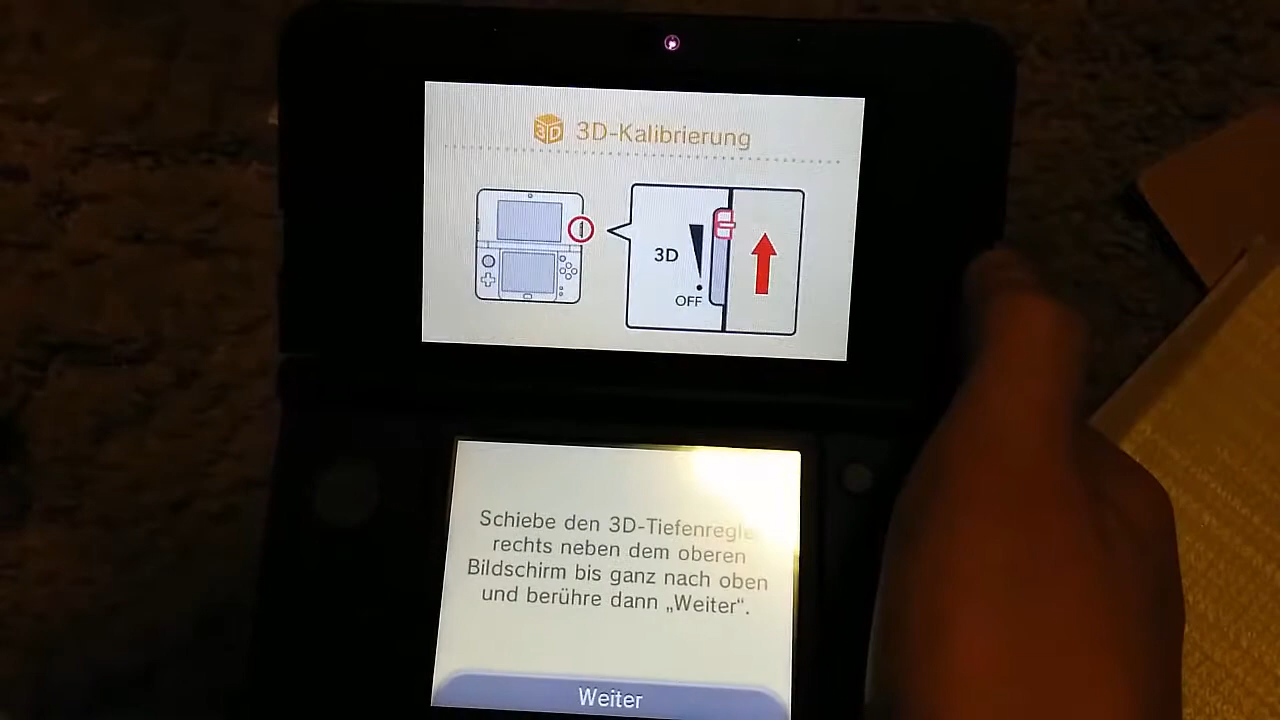 3D 3D-Kalibrierung
3D
OFF
Schiebe den 3D-Tiefenregle
rechts neben dem oberen
Bildschirm bis ganz nach oben
und berühre dann „Weiter“.
Weiter